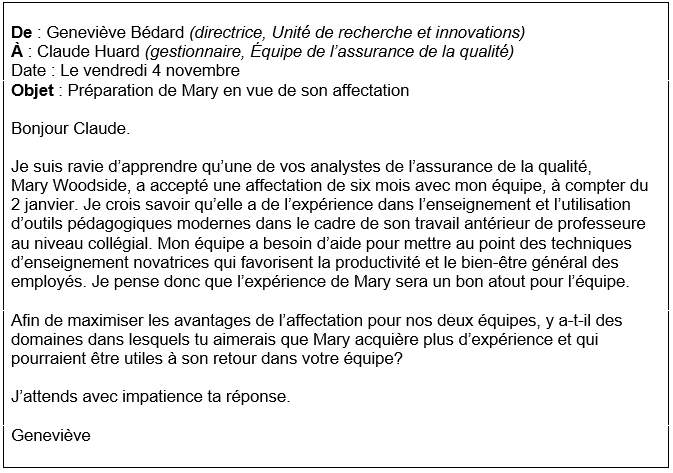 De : Geneviève Bédard (directrice, Unité de recherche et innovations)
À : Claude Huard (gestionnaire, Équipe de l’assurance de la qualité)
Date : Le vendredi 4 novembre
Objet : Préparation de Mary en vue de son affectation
Bonjour Claude.
Je suis ravie d’apprendre qu’une de vos analystes de l’assurance de la qualité,
Mary Woodside, a accepté une affectation de six mois avec mon équipe, à compter du
2 janvier. Je crois savoir qu’elle a de l’expérience dans l’enseignement et l’utilisation
d’outils pédagogiques modernes dans le cadre de son travail antérieur de professeure
au niveau collégial. Mon équipe a besoin d’aide pour mettre au point des techniques
d’enseignement novatrices qui favorisent la productivité et le bien-être général des
employés. Je pense donc que l’expérience de Mary sera un bon atout pour l’équipe.
Afin de maximiser les avantages de l’affectation pour nos deux équipes, y a-t-il des
domaines dans lesquels tu aimerais que Mary acquière plus d’expérience et qui
pourraient être utiles à son retour dans votre équipe?
J’attends avec impatience ta réponse.
Geneviève